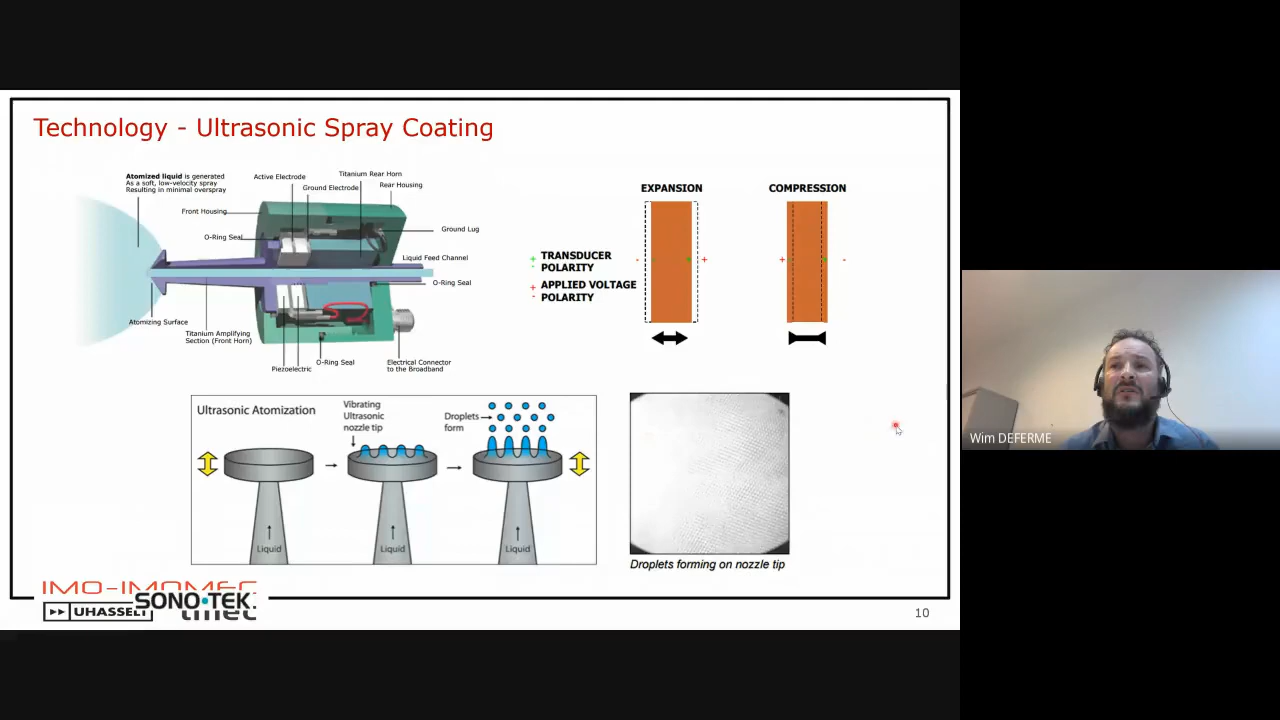 Technology - Ultrasonic Spray Coating
Atomized liquid is generated
As a soft, low-velocity spray
Resulting in minimal overspray
Active Electrode
Titanium Rear Horn
Ground Electrode
Rear Housing
Front Housing
O-Ring Seal
Ground Lug
Liquid Feed Channel
O-Ring Seal
Atomizing Surface
Titanium Amplifying
Section (Front Horn)
Piezoelectric
O-Ring Seal
Electrical Connector
to the Broadband
EXPANSION
COMPRESSION
+ TRANSDUCER
- POLARITY
+ APPLIED VOLTAGE
- POLARITY
- + +
+ + -
Ultrasonic Atomization
Vibrating
Ultrasonic
nozzle tip
Droplets
form
Liquid
Liquid
Liquid
Droplets forming on nozzle tip
IMO-IMOMEC
UHASSELT
SONO•TEK
imec
10
Wim DEFERME